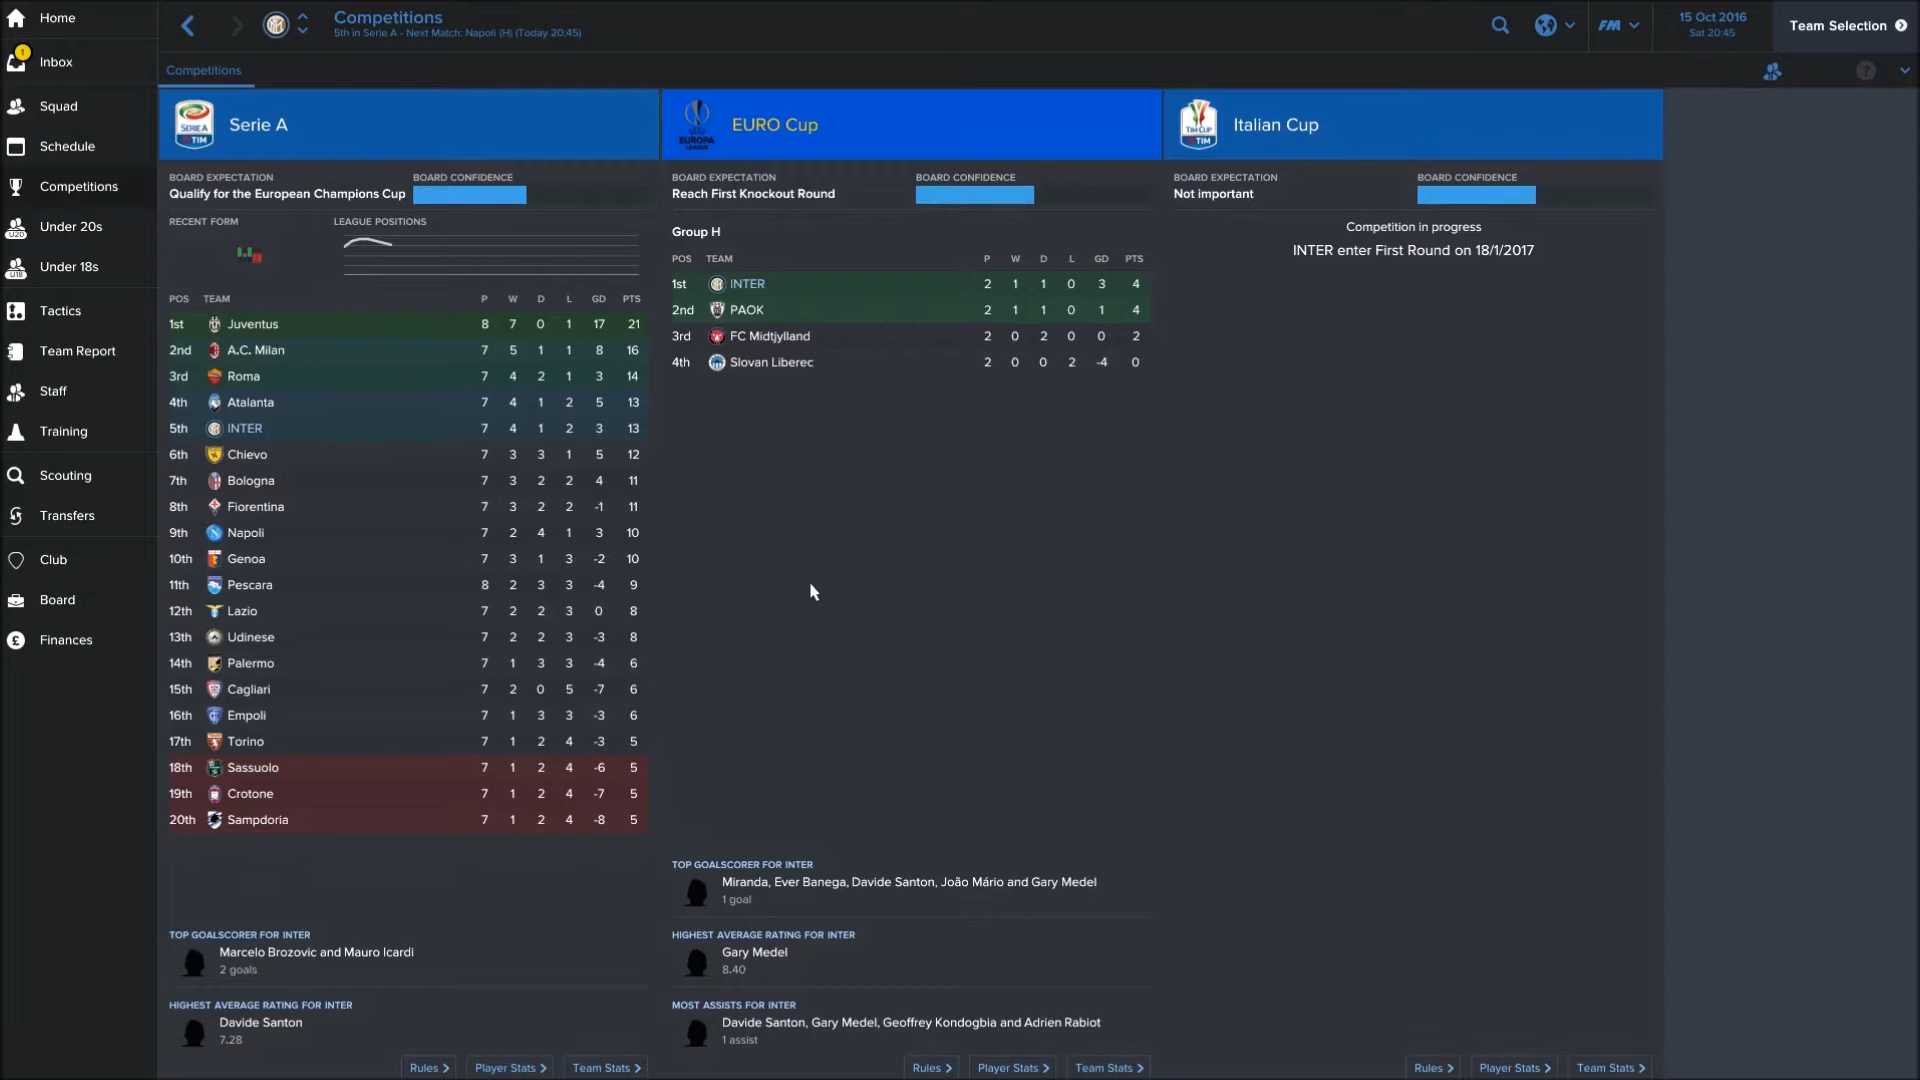 Home
1
Inbox
Squad
Schedule
Competitions
Under 20s
Under 18s
Tactics
Team Report
Staff
Training
Scouting
Transfers
Club
Board
Finances
Competitions
5th in Serie A - Next Match: Napoli (H) (Today 20:45)
FM
15 Oct 2016
Sat 20:45
Team Selection
Competitions
?
Serie A
BOARD EXPECTATION BOARD CONFIDENCE
Qualify for the European Champions Cup
RECENT FORM LEAGUE POSITIONS
POS TEAM P W D L GD PTS
1st Juventus 8 7 0 1 17 21
2nd A.C. Milan 7 5 1 1 8 16
3rd Roma 7 4 2 1 3 14
4th Atalanta 7 4 1 2 5 13
5th INTER 7 4 1 2 3 13
6th Chievo 7 3 3 1 5 12
7th Bologna 7 3 2 2 4 11
8th Fiorentina 7 3 2 2 -1 11
9th Napoli 7 2 4 1 3 10
10th Genoa 7 3 1 3 -2 10
11th Pescara 8 2 3 3 -4 9
12th Lazio 7 2 2 3 0 8
13th Udinese 7 2 2 3 -3 8
14th Palermo 7 1 3 3 -4 6
15th Cagliari 7 2 0 5 -7 6
16th Empoli 7 1 3 3 -3 6
17th Torino 7 1 2 4 -3 5
18th Sassuolo 7 1 2 4 -6 5
19th Crotone 7 1 2 4 -7 5
20th Sampdoria 7 1 2 4 -8 5
TOP GOALSCORER FOR INTER
Marcelo Brozovic and Mauro Icardi
2 goals
HIGHEST AVERAGE RATING FOR INTER
Davide Santon
7.28
Rules Player Stats Team Stats
EUROPA
LEAGUE
EURO Cup
BOARD EXPECTATION BOARD CONFIDENCE
Reach First Knockout Round
Group H
POS TEAM P W D L GD PTS
1st INTER 2 1 1 0 3 4
2nd PAOK 2 1 1 0 1 4
3rd FC Midtjylland 2 0 2 0 0 2
4th Slovan Liberec 2 0 0 2 -4 0
TOP GOALSCORER FOR INTER
Miranda, Ever Banega, Davide Santon, João Mário and Gary Medel
1 goal
HIGHEST AVERAGE RATING FOR INTER
Gary Medel
8.40
MOST ASSISTS FOR INTER
Davide Santon, Gary Medel, Geoffrey Kondogbia and Adrien Rabiot
1 assist
Rules Player Stats Team Stats
Italian Cup
BOARD EXPECTATION BOARD CONFIDENCE
Not important
Competition in progress
INTER enter First Round on 18/1/2017
Rules Player Stats Team Stats